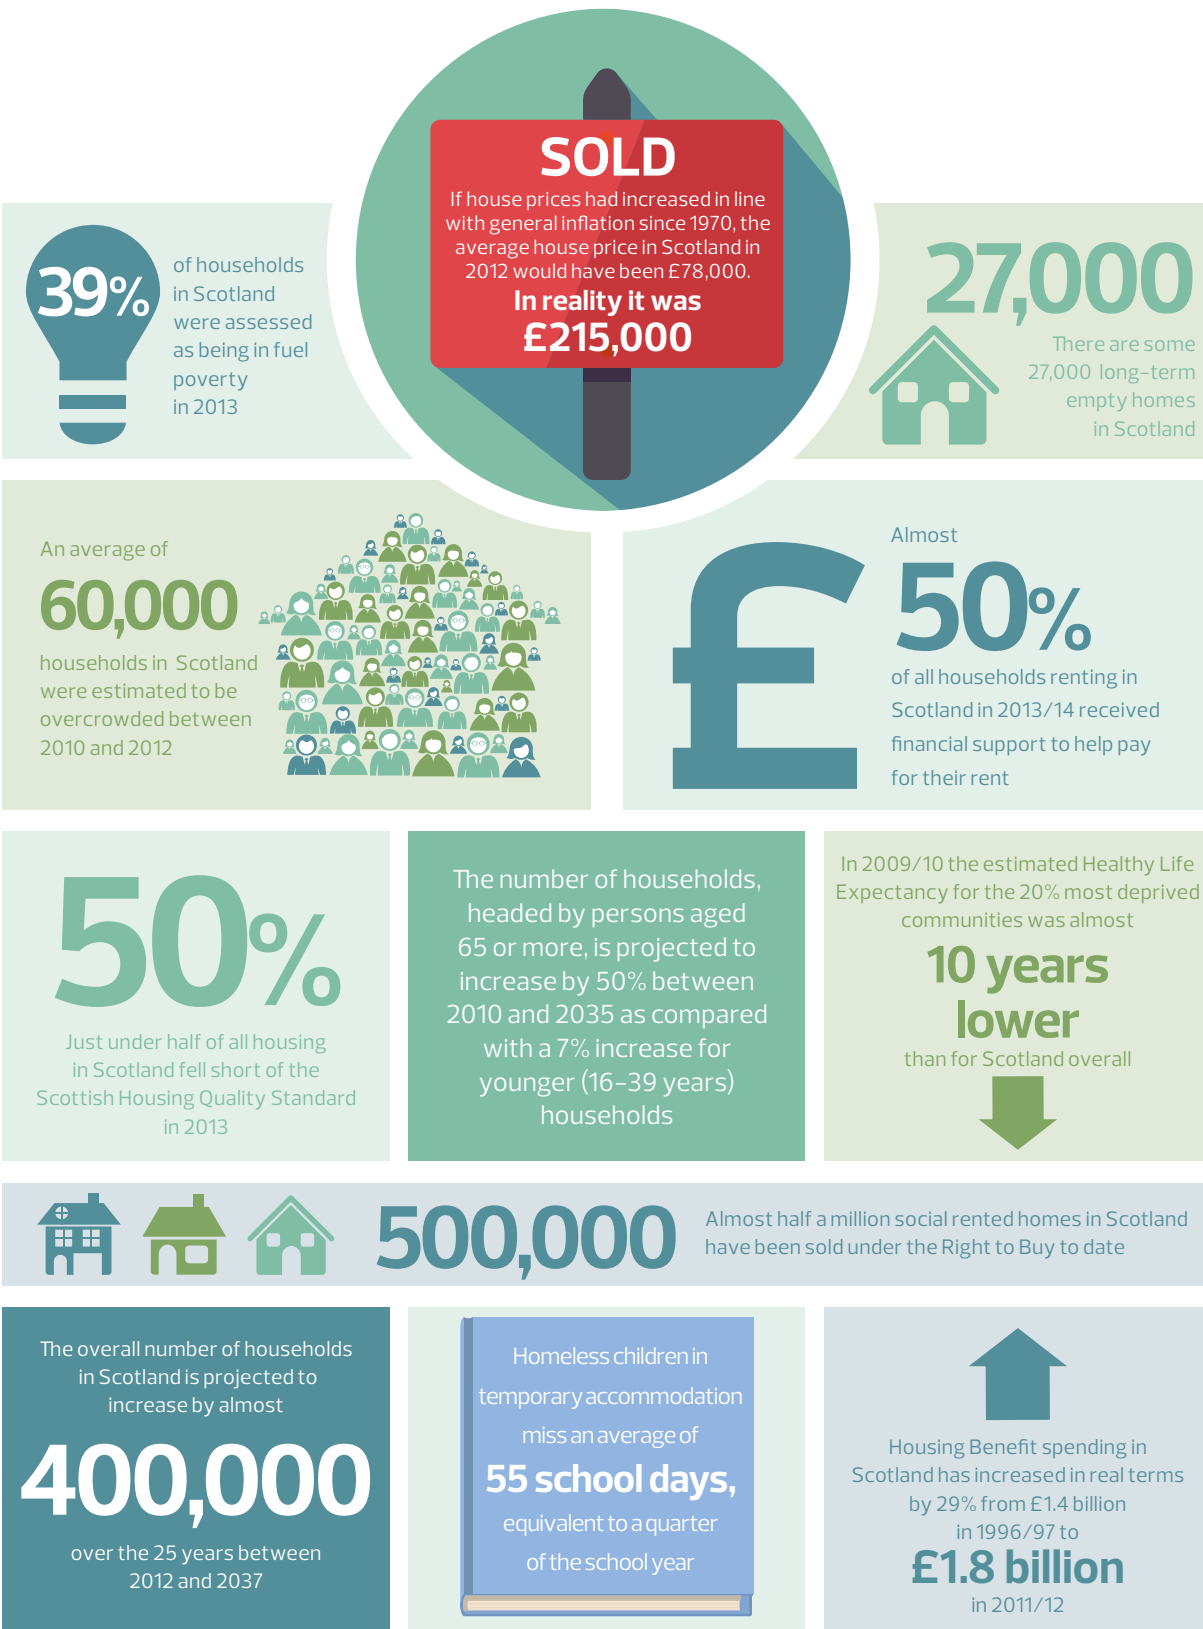 SOLD
If house prices had increased in line
with general inflation since 1970, the
average house price in Scotland in
2012 would have been £78,000.
In reality it was
£215,000
39%
of households
in Scotland
were assessed
as being in fuel
poverty
in 2013
27,000
There are some
27,000 long-term
empty homes
in Scotland
An average of
60,000
households in Scotland
were estimated to be
overcrowded between
2010 and 2012
£
Almost
50%
of all households renting in
Scotland in 2013/14 received
financial support to help pay
for their rent
50%
Just under half of all housing
in Scotland fell short of the
Scottish Housing Quality Standard
in 2013
The number of households,
headed by persons aged
65 or more, is projected to
increase by 50% between
2010 and 2035 as compared
with a 7% increase for
younger (16-39 years)
households
In 2009/10 the estimated Healthy Life
Expectancy for the 20% most deprived
communities was almost
10 years
lower
than for Scotland overall
500,000
Almost half a million social rented homes in Scotland
have been sold under the Right to Buy to date
The overall number of households
in Scotland is projected to
increase by almost
400,000
over the 25 years between
2012 and 2037
Homeless children in
temporary accommodation
miss an average of
55 school days,
equivalent to a quarter
of the school year
Housing Benefit spending in
Scotland has increased in real terms
by 29% from £1.4 billion
in 1996/97 to
£1.8 billion
in 2011/12